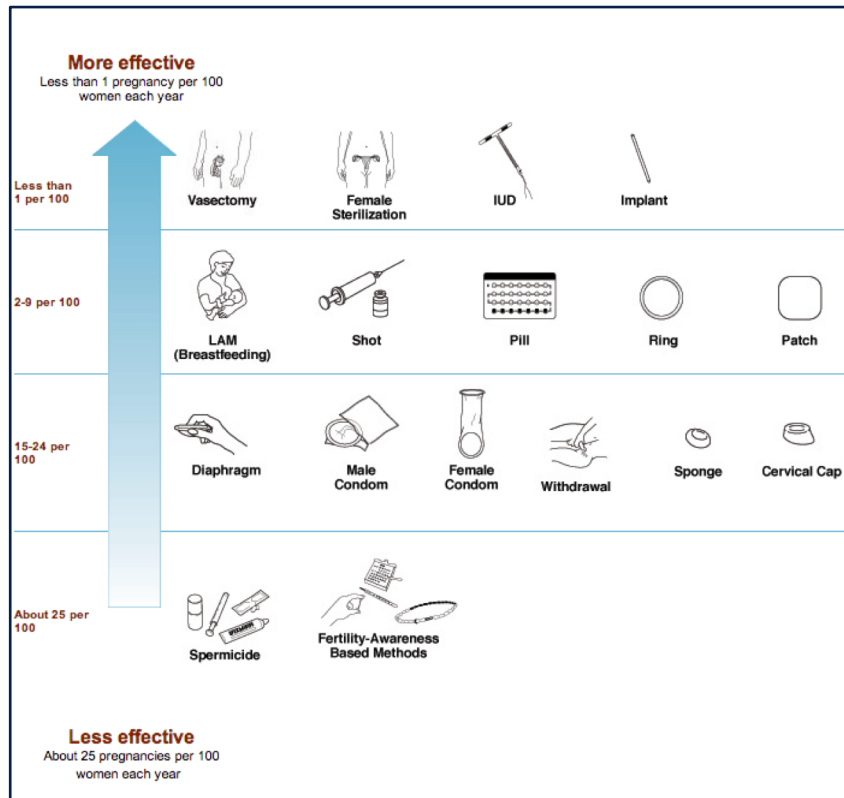 More effective
Less than 1 pregnancy per 100
women each year
Less than
1 per 100
Vasectomy
Female
Sterilization
IUD
Implant
2-9 per 100
LAM
(Breastfeeding)
Shot
Pill
Ring
Patch
15-24 per
100
Diaphragm
Male
Condom
Female
Condom
Withdrawal
Sponge
Cervical Cap
About 25 per
100
Spermicide
Fertility-Awareness
Based Methods
Less effective
About 25 pregnancies per 100
women each year